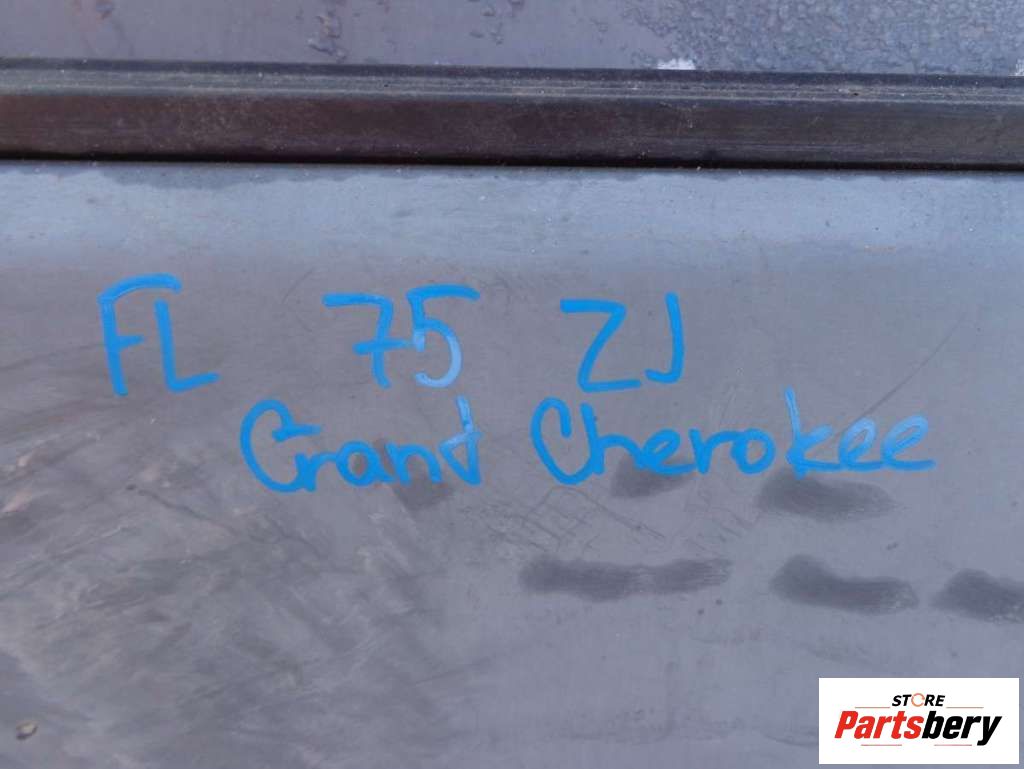 FL 75 ZJ
Grand Cherokee
STORE
Partsbery